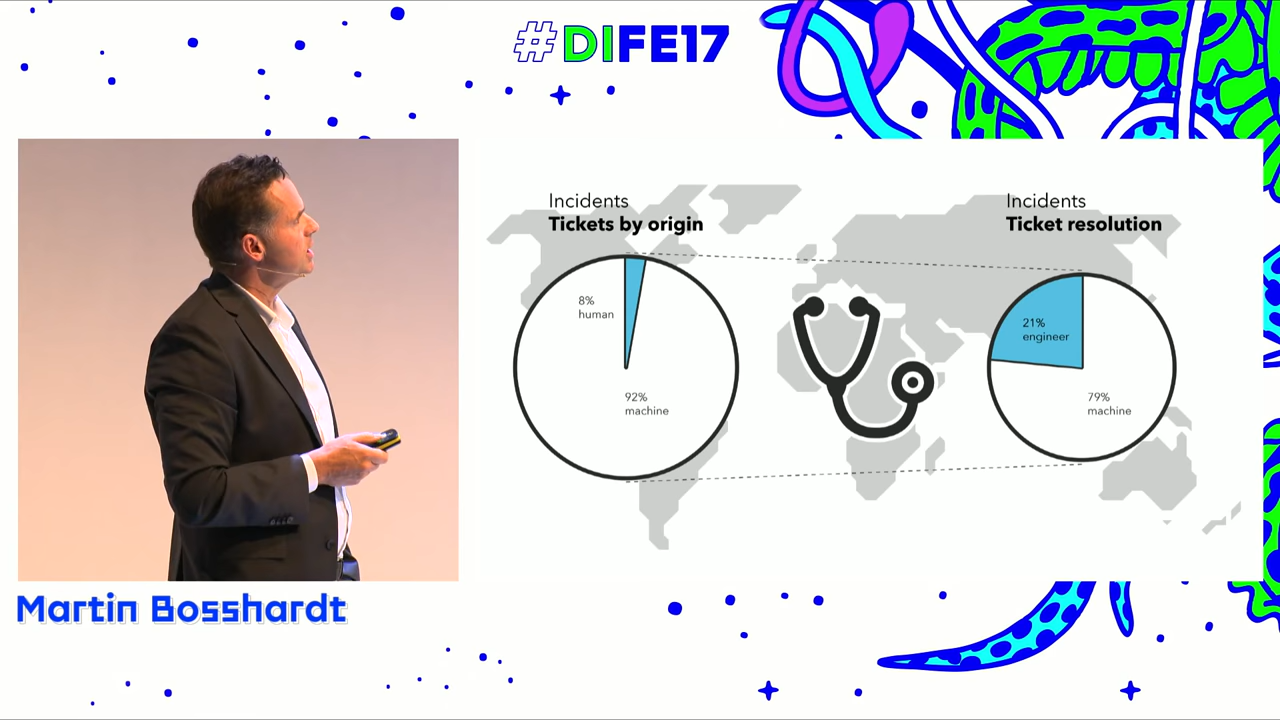 #DIFE17
Incidents
Tickets by origin
8%
human
92%
machine
Incidents
Ticket resolution
21%
engineer
79%
machine
Martin Bosshardt